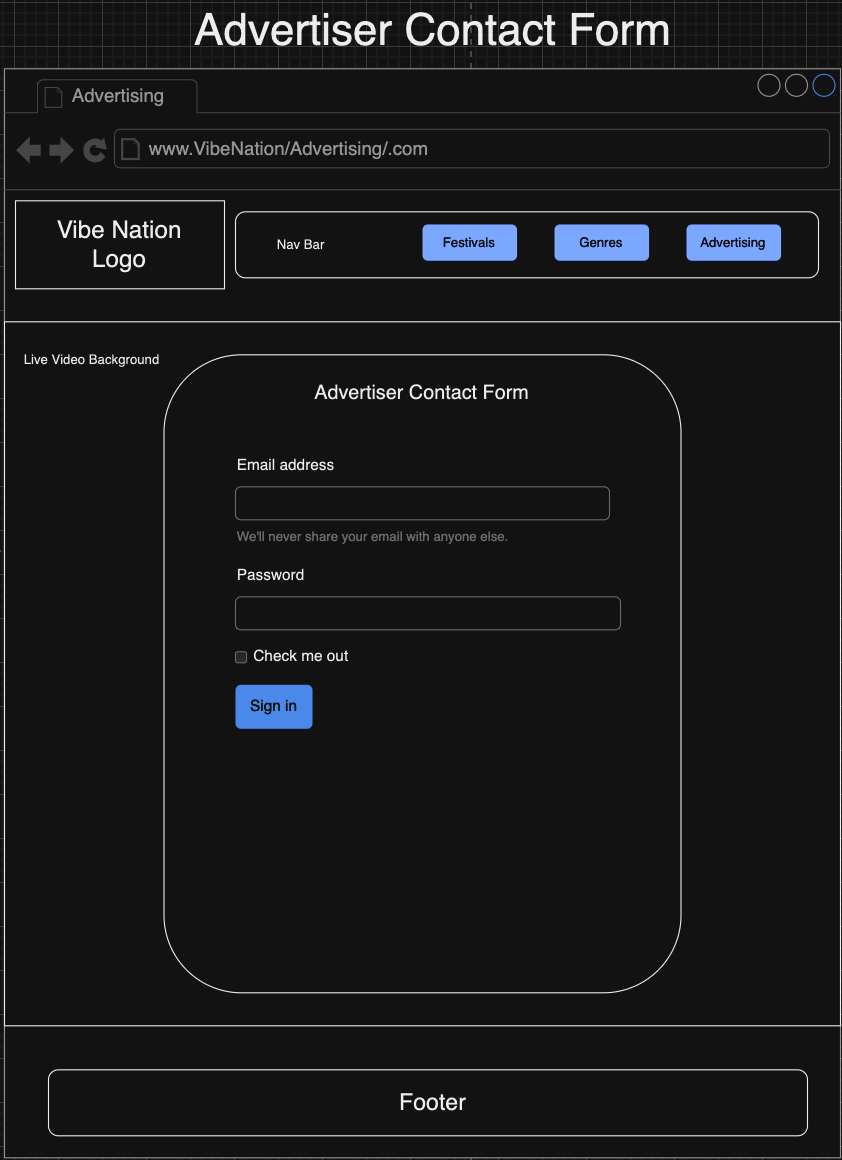 Advertiser Contact Form
Advertising
www.VibeNation/Advertising/.com
Vibe Nation
Logo
Nav Bar
Festivals
Genres
Advertising
Live Video Background
Advertiser Contact Form
Email address
We'll never share your email with anyone else.
Password
Check me out
Sign in
Footer